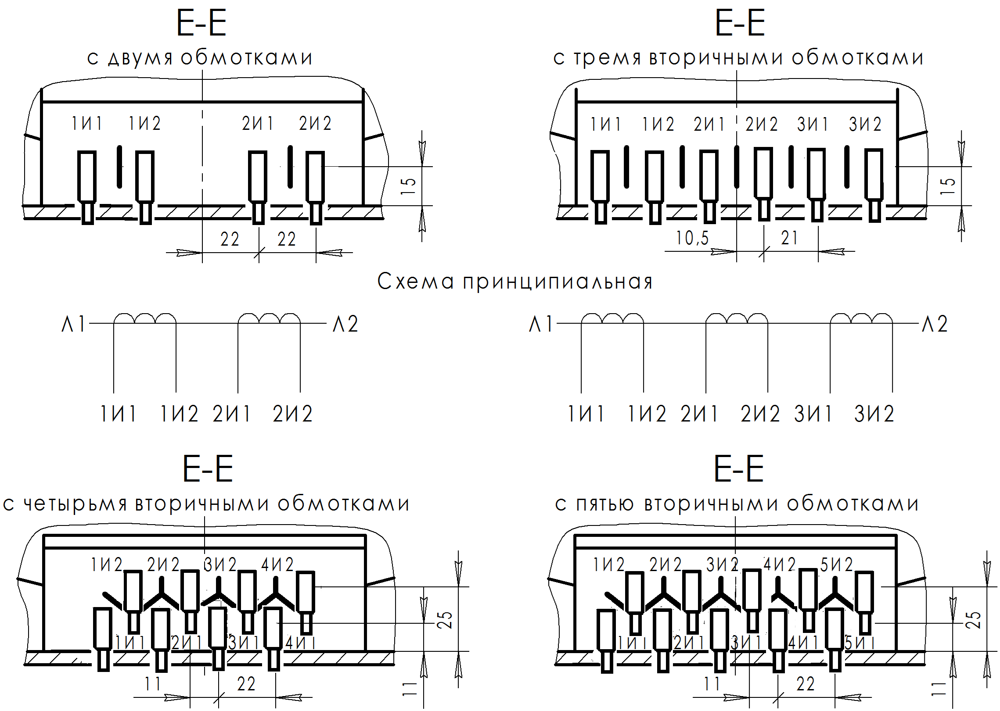 Е-Е
с двумя обмотками
1И1 1И2 2И1 2И2
15
22 22
Е-Е
с тремя вторичными обмотками
1И1 1И2 2И1 2И2 3И1 3И2
15
10,5 21
Схема принципиальная
Л1 Л2
1И1 1И2 2И1 2И2
Л1 Л2
1И1 1И2 2И1 2И2 3И1 3И2
Е-Е
с четырьмя вторичными обмотками
1И2 2И2 3И2 4И2
25
1И1 2И1 3И1 4И1
11 22 11
Е-Е
с пятью вторичными обмотками
1И2 2И2 3И2 4И2 5И2
25
1И1 2И1 3И1 4И1 5И1
11 22 11